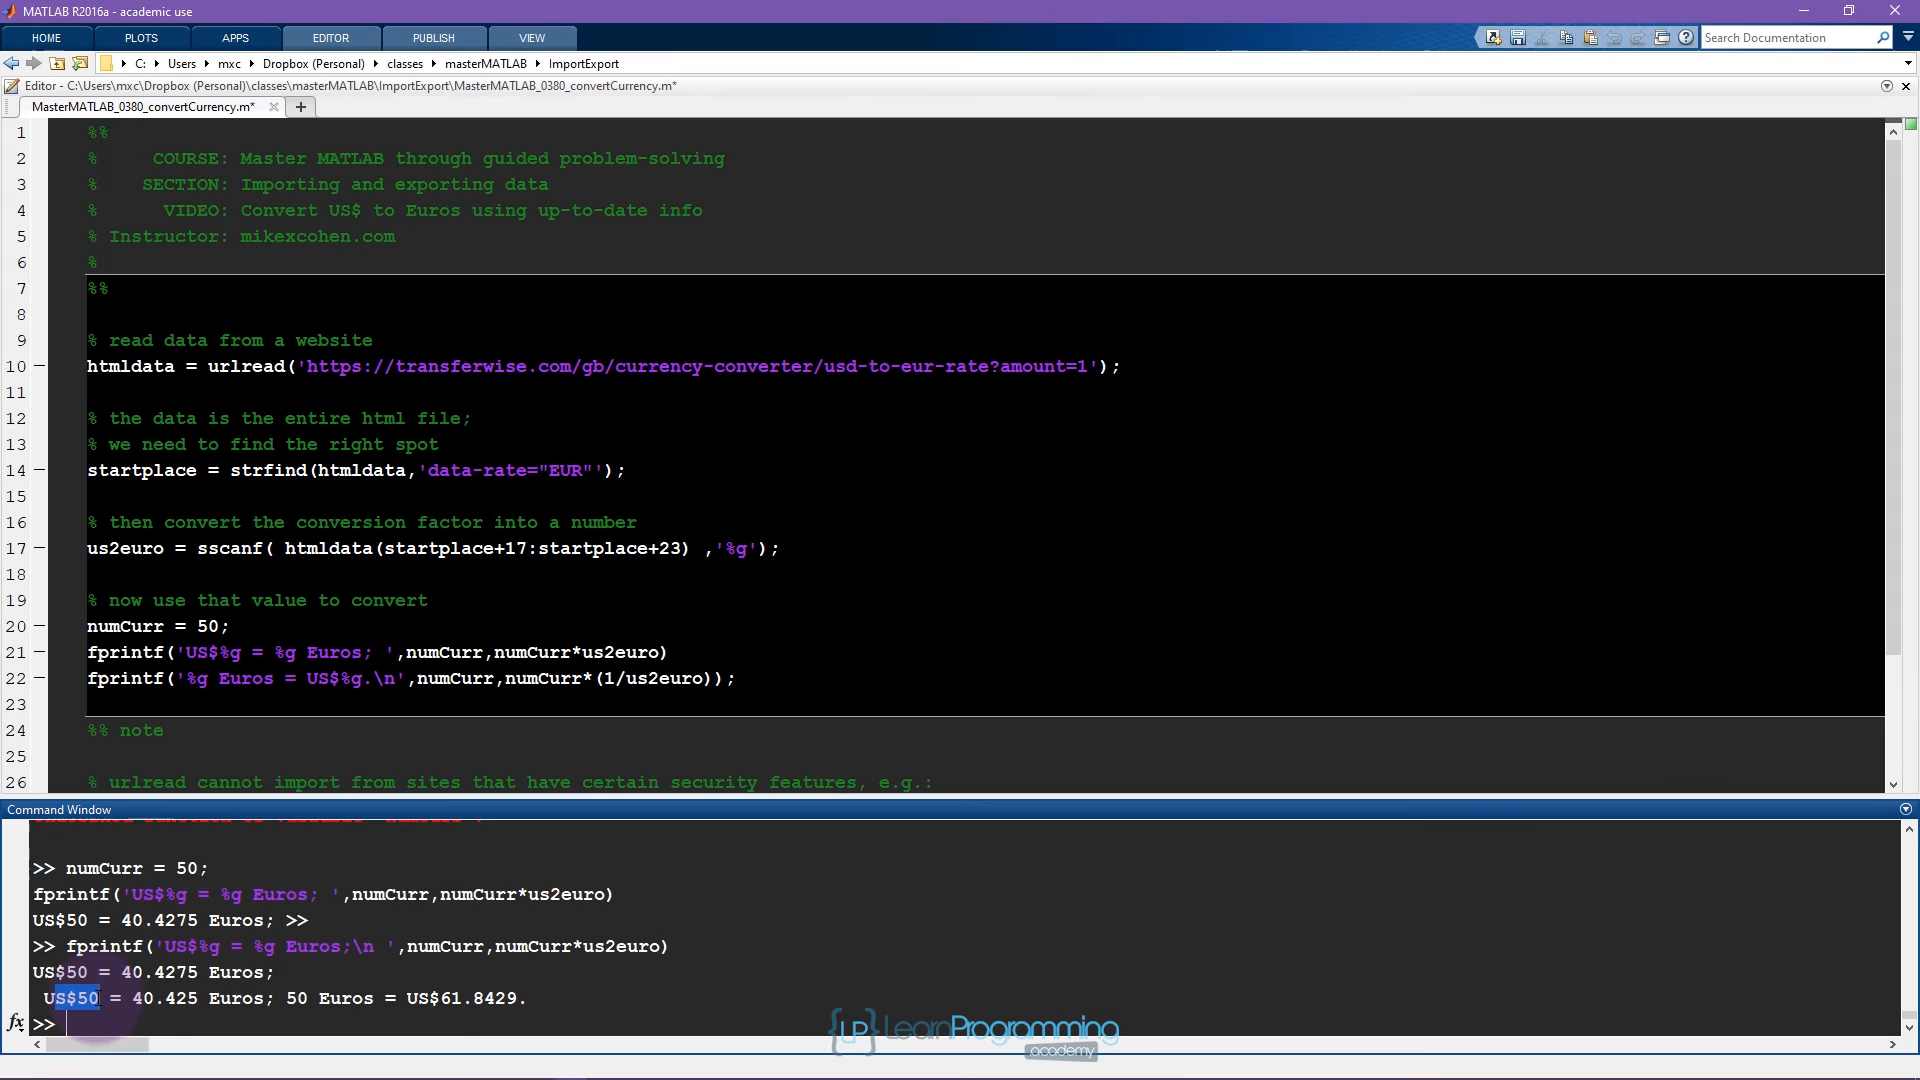 MATLAB R2016a - academic use
HOME PLOTS APPS EDITOR PUBLISH VIEW Search Documentation
C: Users mxc Dropbox (Personal) classes masterMATLAB ImportExport
Editor - C:\Users\mxc\Dropbox (Personal)\classes\masterMATLAB\ImportExport\MasterMATLAB_0380_convertCurrency.m*
MasterMATLAB_0380_convertCurrency.m* +
1 %%
2 % COURSE: Master MATLAB through guided problem-solving
3 % SECTION: Importing and exporting data
4 % VIDEO: Convert US$ to Euros using up-to-date info
5 % Instructor: mikexcohen.com
6 %
7 %%
8
9 % read data from a website
10 – htmldata = urlread('https://transferwise.com/gb/currency-converter/usd-to-eur-rate?amount=1');
11
12 % the data is the entire html file;
13 % we need to find the right spot
14 – startplace = strfind(htmldata,'data-rate="EUR"');
15
16 % then convert the conversion factor into a number
17 – us2euro = sscanf( htmldata(startplace+17:startplace+23) ,'%g');
18
19 % now use that value to convert
20 – numCurr = 50;
21 – fprintf('US$%g = %g Euros; ',numCurr,numCurr*us2euro)
22 – fprintf('%g Euros = US$%g.\n',numCurr,numCurr*(1/us2euro));
23
24 %% note
25
26 % urlread cannot import from sites that have certain security features, e.g.:
Command Window
>> numCurr = 50;
fprintf('US$%g = %g Euros; ',numCurr,numCurr*us2euro)
US$50 = 40.4275 Euros; >>
>> fprintf('US$%g = %g Euros;\n ',numCurr,numCurr*us2euro)
US$50 = 40.4275 Euros;
US$50 = 40.425 Euros; 50 Euros = US$61.8429.
fx >>
{LP} LearnProgramming
.academy